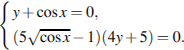 y + cos x = 0,
(5√cos x − 1)(4y + 5) = 0.